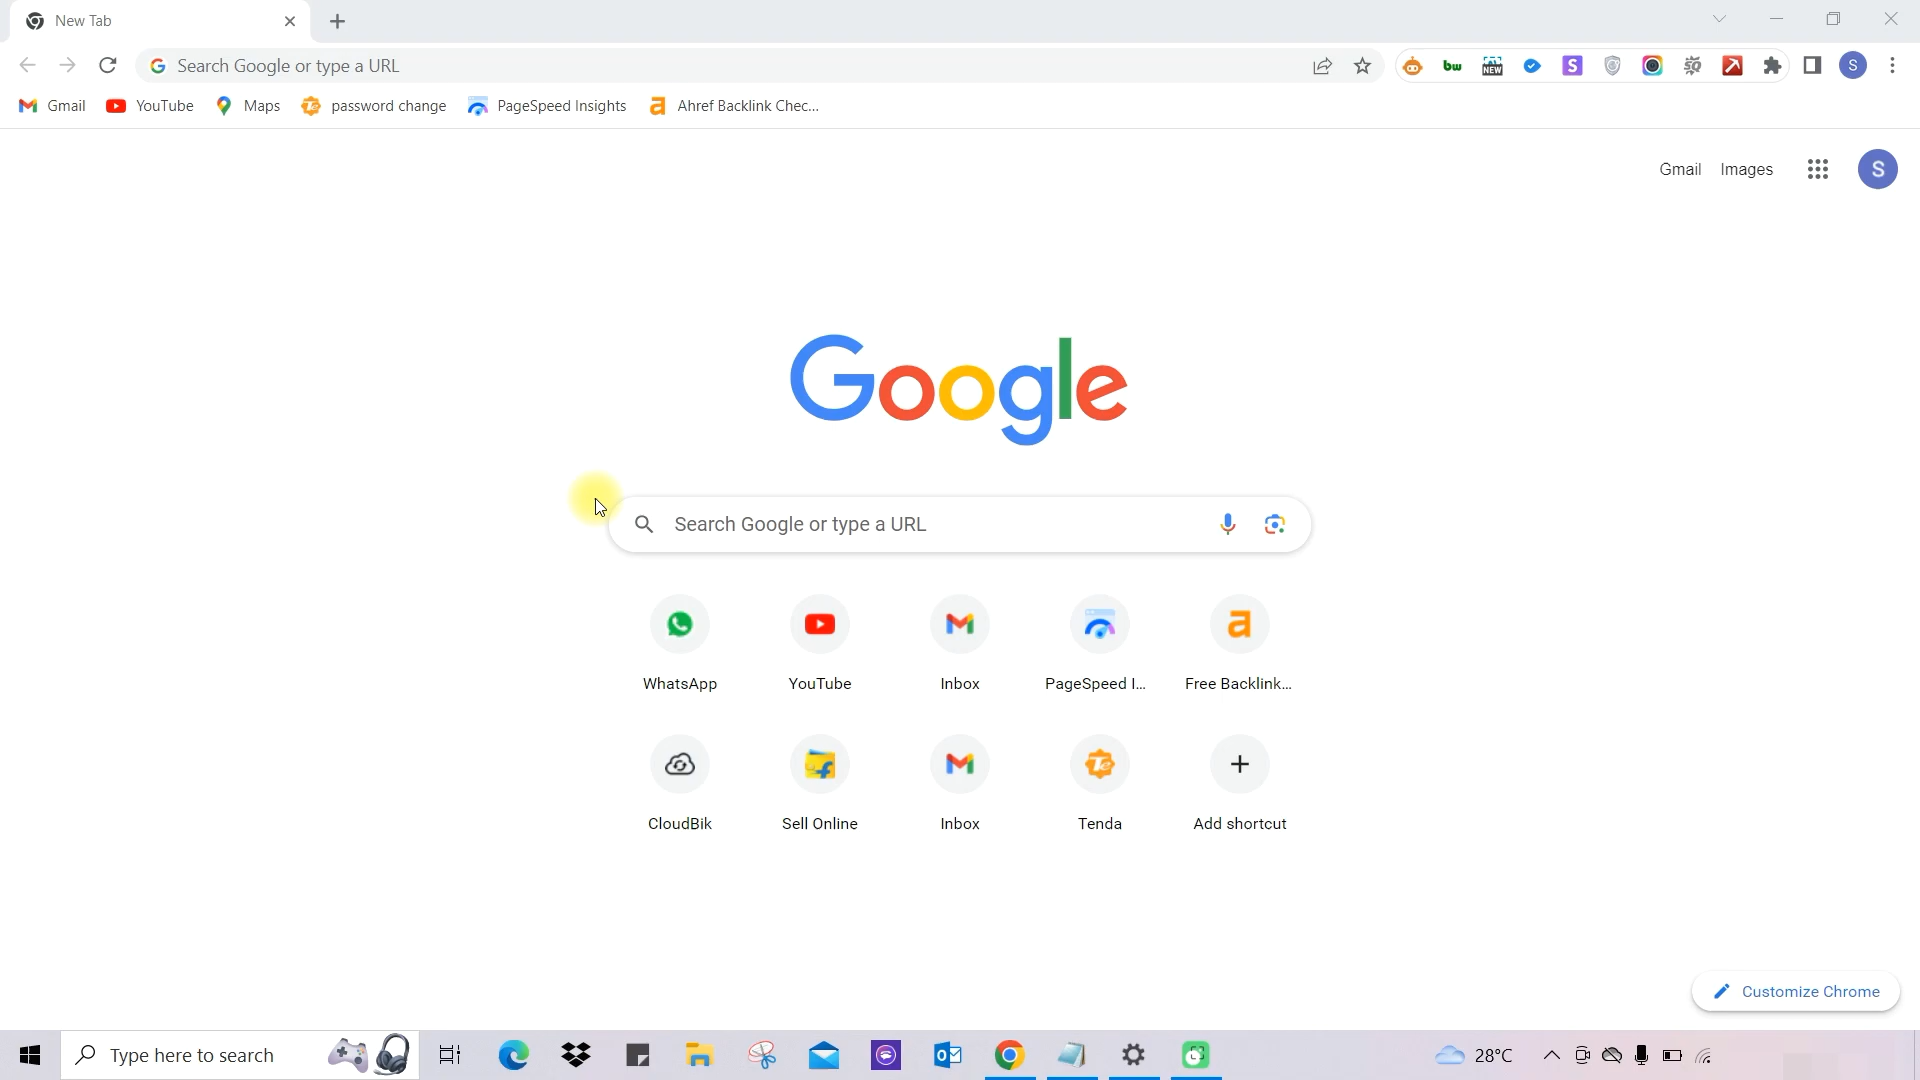 New Tab
Search Google or type a URL
S
Gmail YouTube Maps password change PageSpeed Insights Ahref Backlink Chec...
Gmail Images S
Google
Search Google or type a URL
WhatsApp YouTube Inbox PageSpeed I... Free Backlink...
CloudBik Sell Online Inbox Tenda Add shortcut
Customize Chrome
Type here to search 28°C